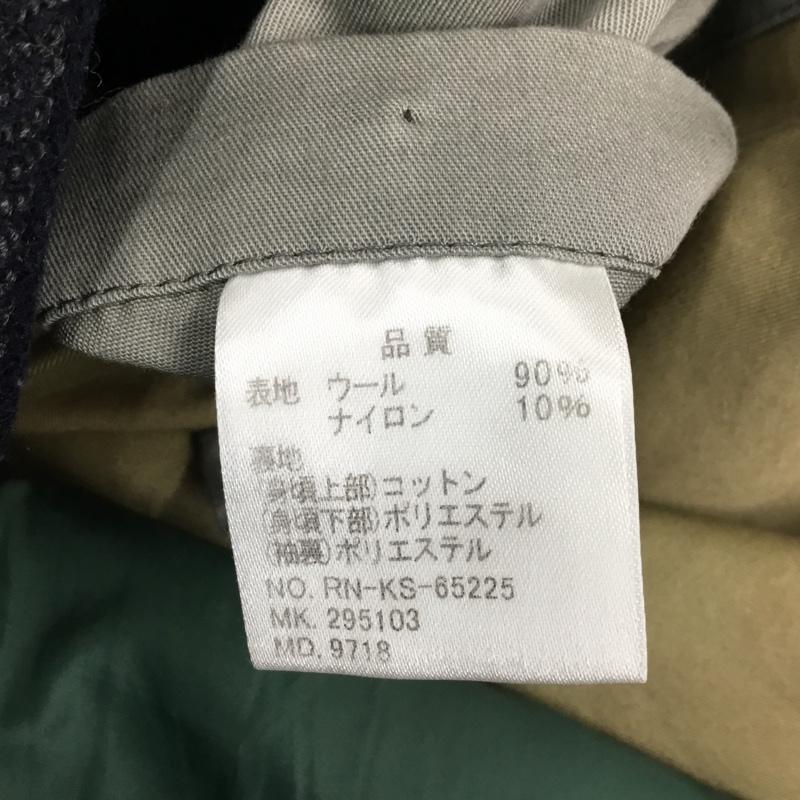 品質
表地 ウール 90%
ナイロン 10%
裏地
(身頃上部)コットン
(身頃下部)ポリエステル
(袖裏)ポリエステル
NO. RN-KS-65225
MK. 295103
MD. 9718